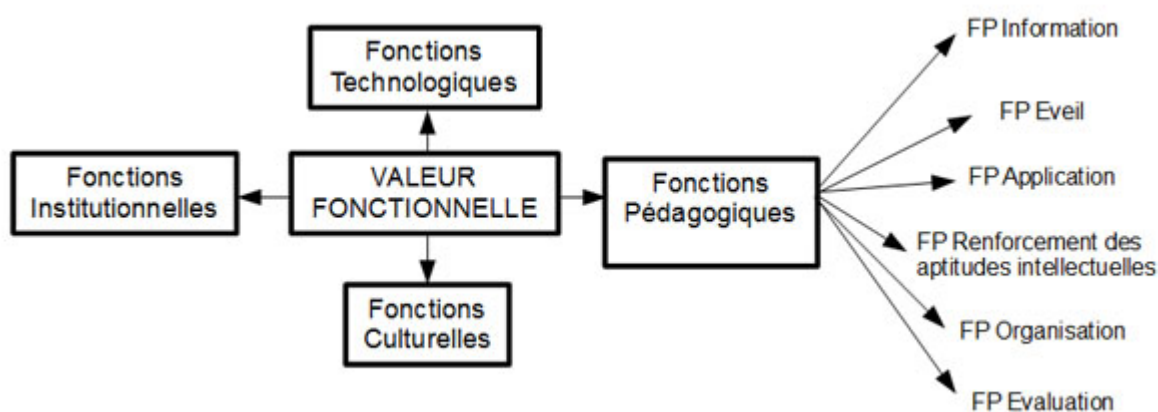 Fonctions
Technologiques
Fonctions
Institutionnelles
VALEUR
FONCTIONNELLE
Fonctions
Pédagogiques
Fonctions
Culturelles
FP Information
FP Eveil
FP Application
FP Renforcement des
aptitudes intellectuelles
FP Organisation
FP Evaluation